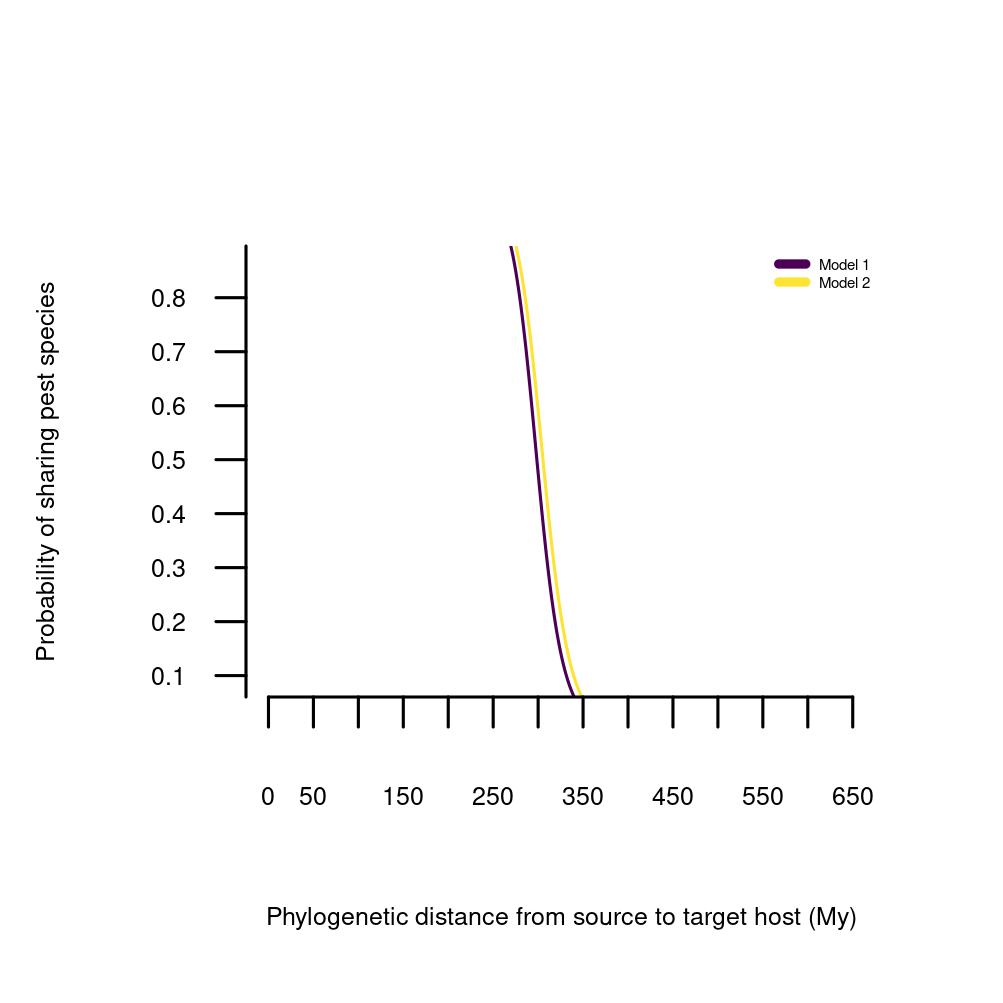 Model 1
Model 2
Probability of sharing pest species
0.8
0.7
0.6
0.5
0.4
0.3
0.2
0.1
0 50 150 250 350 450 550 650
Phylogenetic distance from source to target host (My)